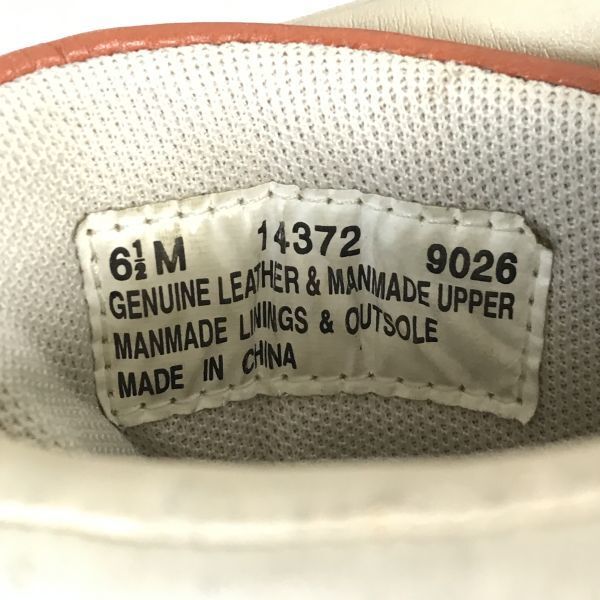 6½ M 14372 9026
GENUINE LEATHER & MANMADE UPPER
MANMADE LININGS & OUTSOLE
MADE IN CHINA